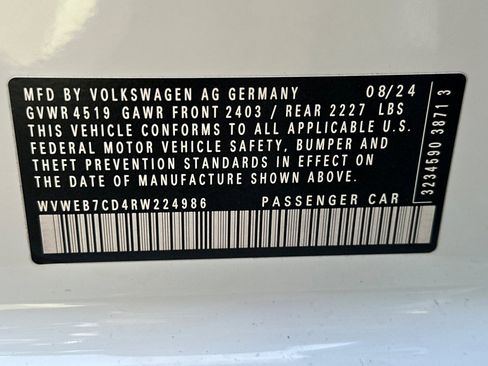 MFD BY VOLKSWAGEN AG GERMANY 08/24
GVWR 4519 GAWR FRONT 2403 / REAR 2227 LBS
THIS VEHICLE CONFORMS TO ALL APPLICABLE U.S.
FEDERAL MOTOR VEHICLE SAFETY, BUMPER AND
THEFT PREVENTION STANDARDS IN EFFECT ON
THE DATE OF MANUFACTURE SHOWN ABOVE.
WVWEB7CD4RW224986 PASSENGER CAR
3234590 3871 3